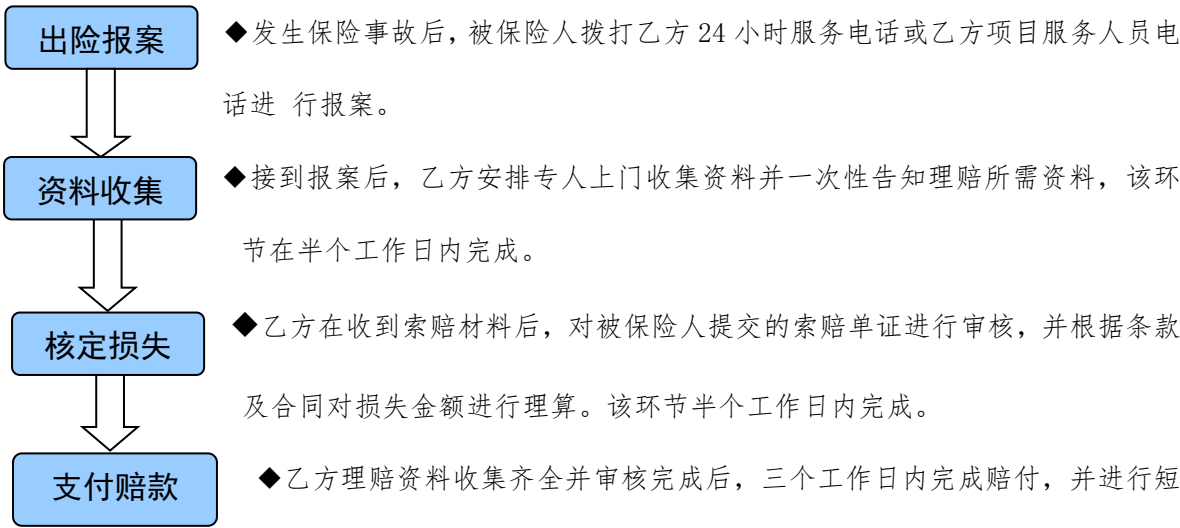 出险报案
◆发生保险事故后，被保险人拨打乙方 24 小时服务电话或乙方项目服务人员电
话进 行报案。
资料收集
◆接到报案后，乙方安排专人上门收集资料并一次性告知理赔所需资料，该环
节在半个工作日内完成。
核定损失
◆乙方在收到索赔材料后，对被保险人提交的索赔单证进行审核，并根据条款
及合同对损失金额进行理算。该环节半个工作日内完成。
支付赔款
◆乙方理赔资料收集齐全并审核完成后，三个工作日内完成赔付，并进行短